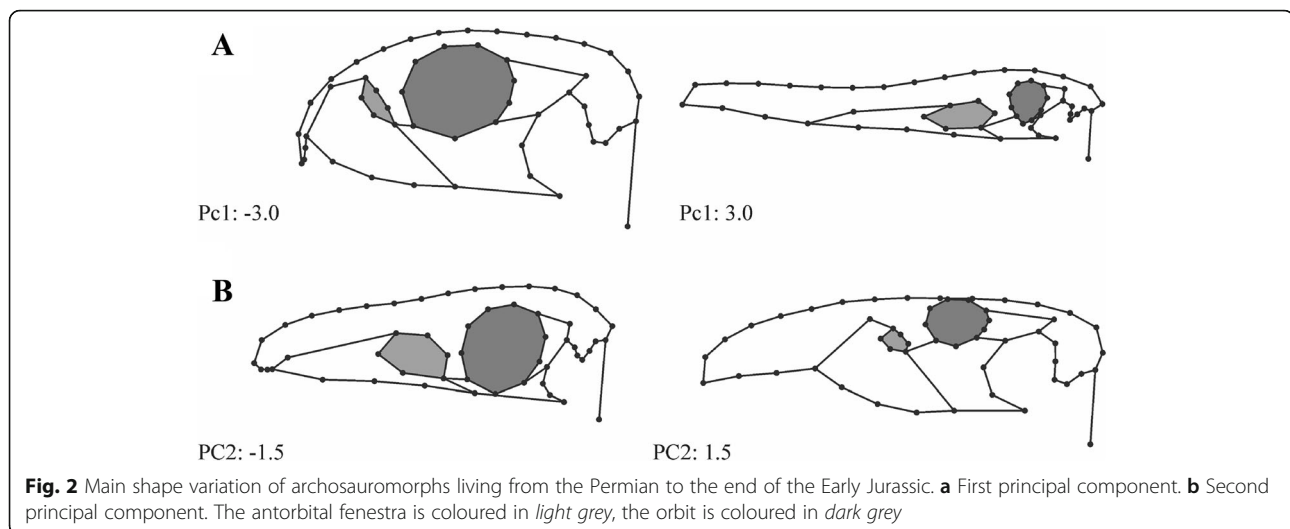 A
Pc1: -3.0
Pc1: 3.0
B
PC2: -1.5
PC2: 1.5
Fig. 2 Main shape variation of archosauromorphs living from the Permian to the end of the Early Jurassic. a First principal component. b Second
principal component. The antorbital fenestra is coloured in light grey, the orbit is coloured in dark grey